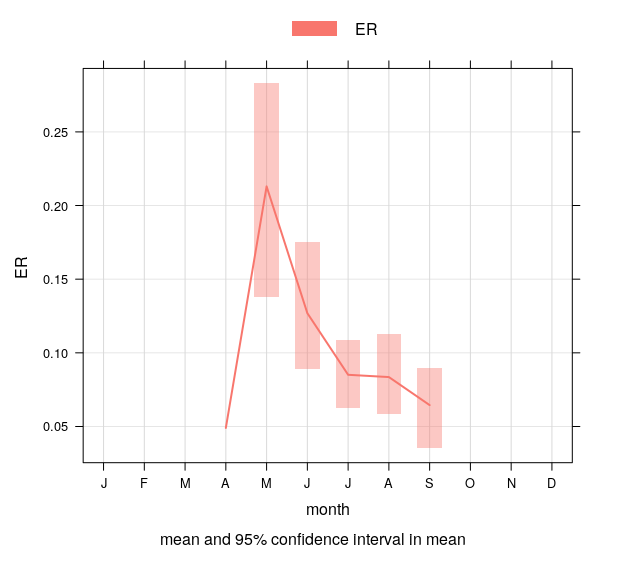 ER
0.25
0.20
0.15
0.10
0.05
ER
J F M A M J J A S O N D
month
mean and 95% confidence interval in mean